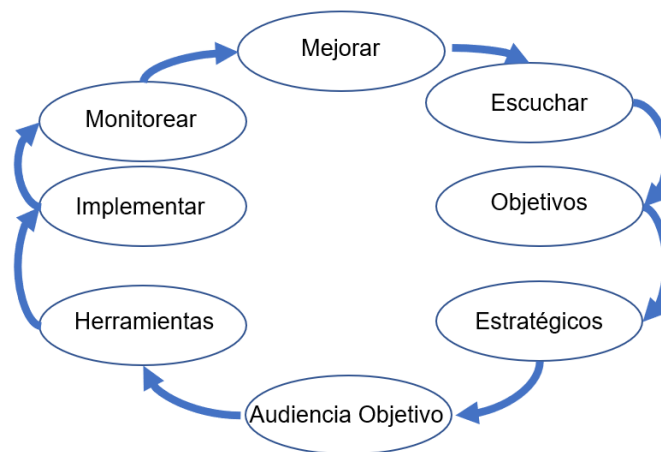 Mejorar
Escuchar
Objetivos
Estratégicos
Audiencia Objetivo
Herramientas
Implementar
Monitorear